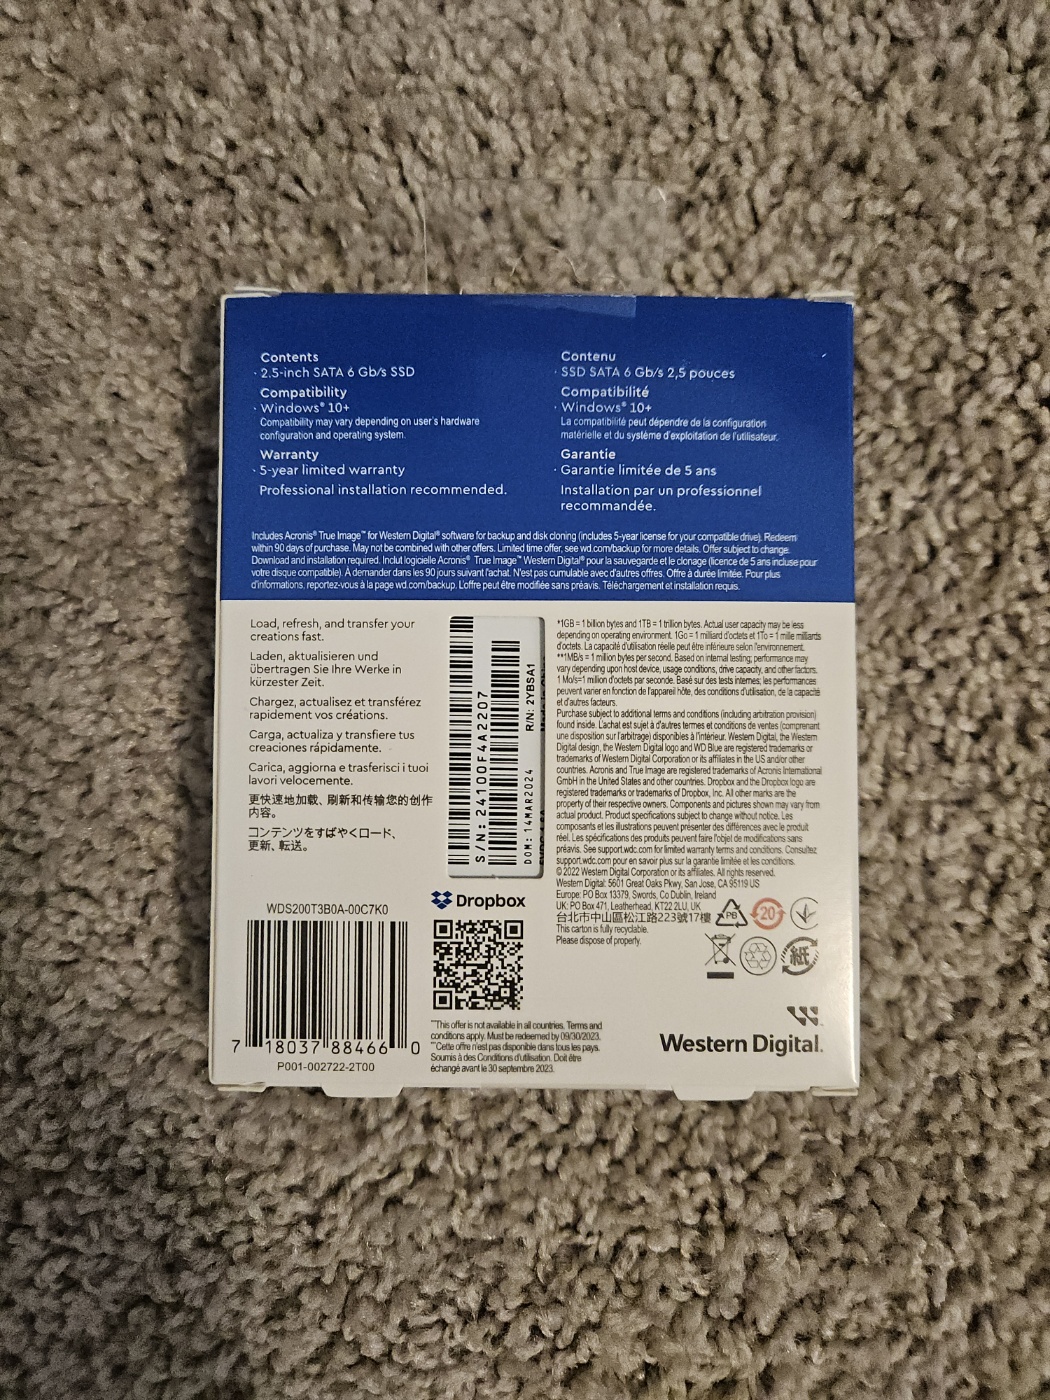 Contents
· 2.5-inch SATA 6 Gb/s SSD
Compatibility
· Windows® 10+
Compatibility may vary depending on user's hardware
configuration and operating system.
Warranty
· 5-year limited warranty
Professional installation recommended.
Contenu
· SSD SATA 6 Gb/s 2,5 pouces
Compatibilité
· Windows® 10+
La compatibilité peut dépendre de la configuration
matérielle et du système d'exploitation de l'utilisateur.
Garantie
· Garantie limitée de 5 ans
Installation par un professionnel
recommandée.
Includes Acronis® True Image™ for Western Digital® software for backup and disk cloning (includes 5-year license for your compatible drive). Redeem
within 90 days of purchase. May not be combined with other offers. Limited time offer, see wd.com/backup for more details. Offer subject to change.
Download and installation required. Inclut logicielle Acronis® True Image™ Western Digital® pour la sauvegarde et le clonage (licence de 5 ans incluse pour
votre disque compatible). À demander dans les 90 jours suivant l'achat. N'est pas cumulable avec d'autres offres. Offre à durée limitée. Pour plus
d'informations, reportez-vous à la page wd.com/backup. L'offre peut être modifiée sans préavis. Téléchargement et installation requis.
Load, refresh, and transfer your
creations fast.
Laden, aktualisieren und
übertragen Sie Ihre Werke in
kürzester Zeit.
Chargez, actualisez et transférez
rapidement vos créations.
Carga, actualiza y transfiere tus
creaciones rápidamente.
Carica, aggiorna e trasferisci i tuoi
lavori velocemente.
更快速地加载、刷新和传输您的创作
内容。
コンテンツをすばやくロード、
更新、転送。
S/N: 24100F4A2207
DOM: 14MAR2024
R/N: 2YBSA1
*1GB = 1 billion bytes and 1TB = 1 trillion bytes. Actual user capacity may be less
depending on operating environment. 1Go = 1 milliard d'octets et 1To = 1 mille milliards
d'octets. La capacité d'utilisation réelle peut être inférieure selon l'environnement.
**1MB/s = 1 million bytes per second. Based on internal testing; performance may
vary depending upon host device, usage conditions, drive capacity, and other factors.
1 Mo/s=1 million d'octets par seconde. Basé sur des tests internes; les performances
peuvent varier en fonction de l'appareil hôte, des conditions d'utilisation, de la capacité
et d'autres facteurs.
Purchase subject to additional terms and conditions (including arbitration provision)
found inside. L'achat est sujet à d'autres termes et conditions de ventes (comprenant
une disposition sur l'arbitrage) disponibles à l'intérieur. Western Digital, the Western
Digital design, the Western Digital logo and WD Blue are registered trademarks or
trademarks of Western Digital Corporation or its affiliates in the US and/or other
countries. Acronis and True Image are registered trademarks of Acronis International
GmbH in the United States and other countries. Dropbox and the Dropbox logo are
registered trademarks or trademarks of Dropbox, Inc. All other marks are the
property of their respective owners. Components and pictures shown may vary from
actual product. Product specifications subject to change without notice. Les
composants et les illustrations peuvent présenter des différences avec le produit
réel. Les spécifications des produits peuvent faire l'objet de modifications sans
préavis. See support.wdc.com for limited warranty terms and conditions. Consultez
support.wdc.com pour en savoir plus sur la garantie limitée et les conditions.
© 2022 Western Digital Corporation or its affiliates. All rights reserved.
Western Digital: 5601 Great Oaks Pkwy, San Jose, CA 95119 US
Europe: PO Box 13379, Swords, Co Dublin, Ireland
UK: PO Box 471, Leatherhead, KT22 2LU, UK
台北市中山區松江路223號17樓
This carton is fully recyclable.
Please dispose of properly.
PB
20
紙
Dropbox
***This offer is not available in all countries. Terms and
conditions apply. Must be redeemed by 09/30/2023.
***Cette offre n'est pas disponible dans tous les pays.
Soumis à des Conditions d'utilisation. Doit être
échangé avant le 30 septembre 2023.
WDS200T3B0A-00C7K0
7 18037 88466 0
P001-002722-2T00
Western Digital.